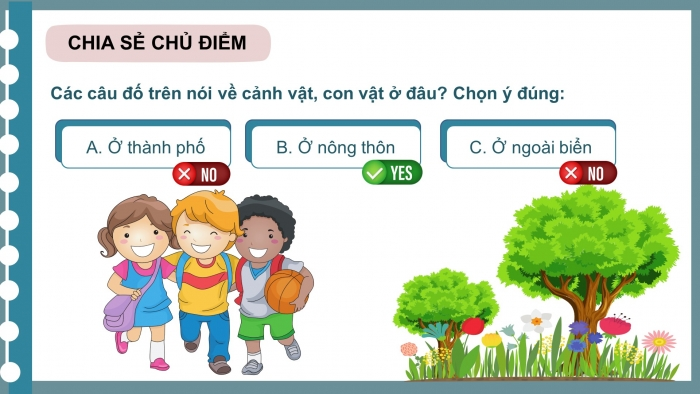 CHIA SẺ CHỦ ĐIỂM
Các câu đố trên nói về cảnh vật, con vật ở đâu? Chọn ý đúng:
A. Ở thành phố
B. Ở nông thôn
C. Ở ngoài biển
NO
YES
NO